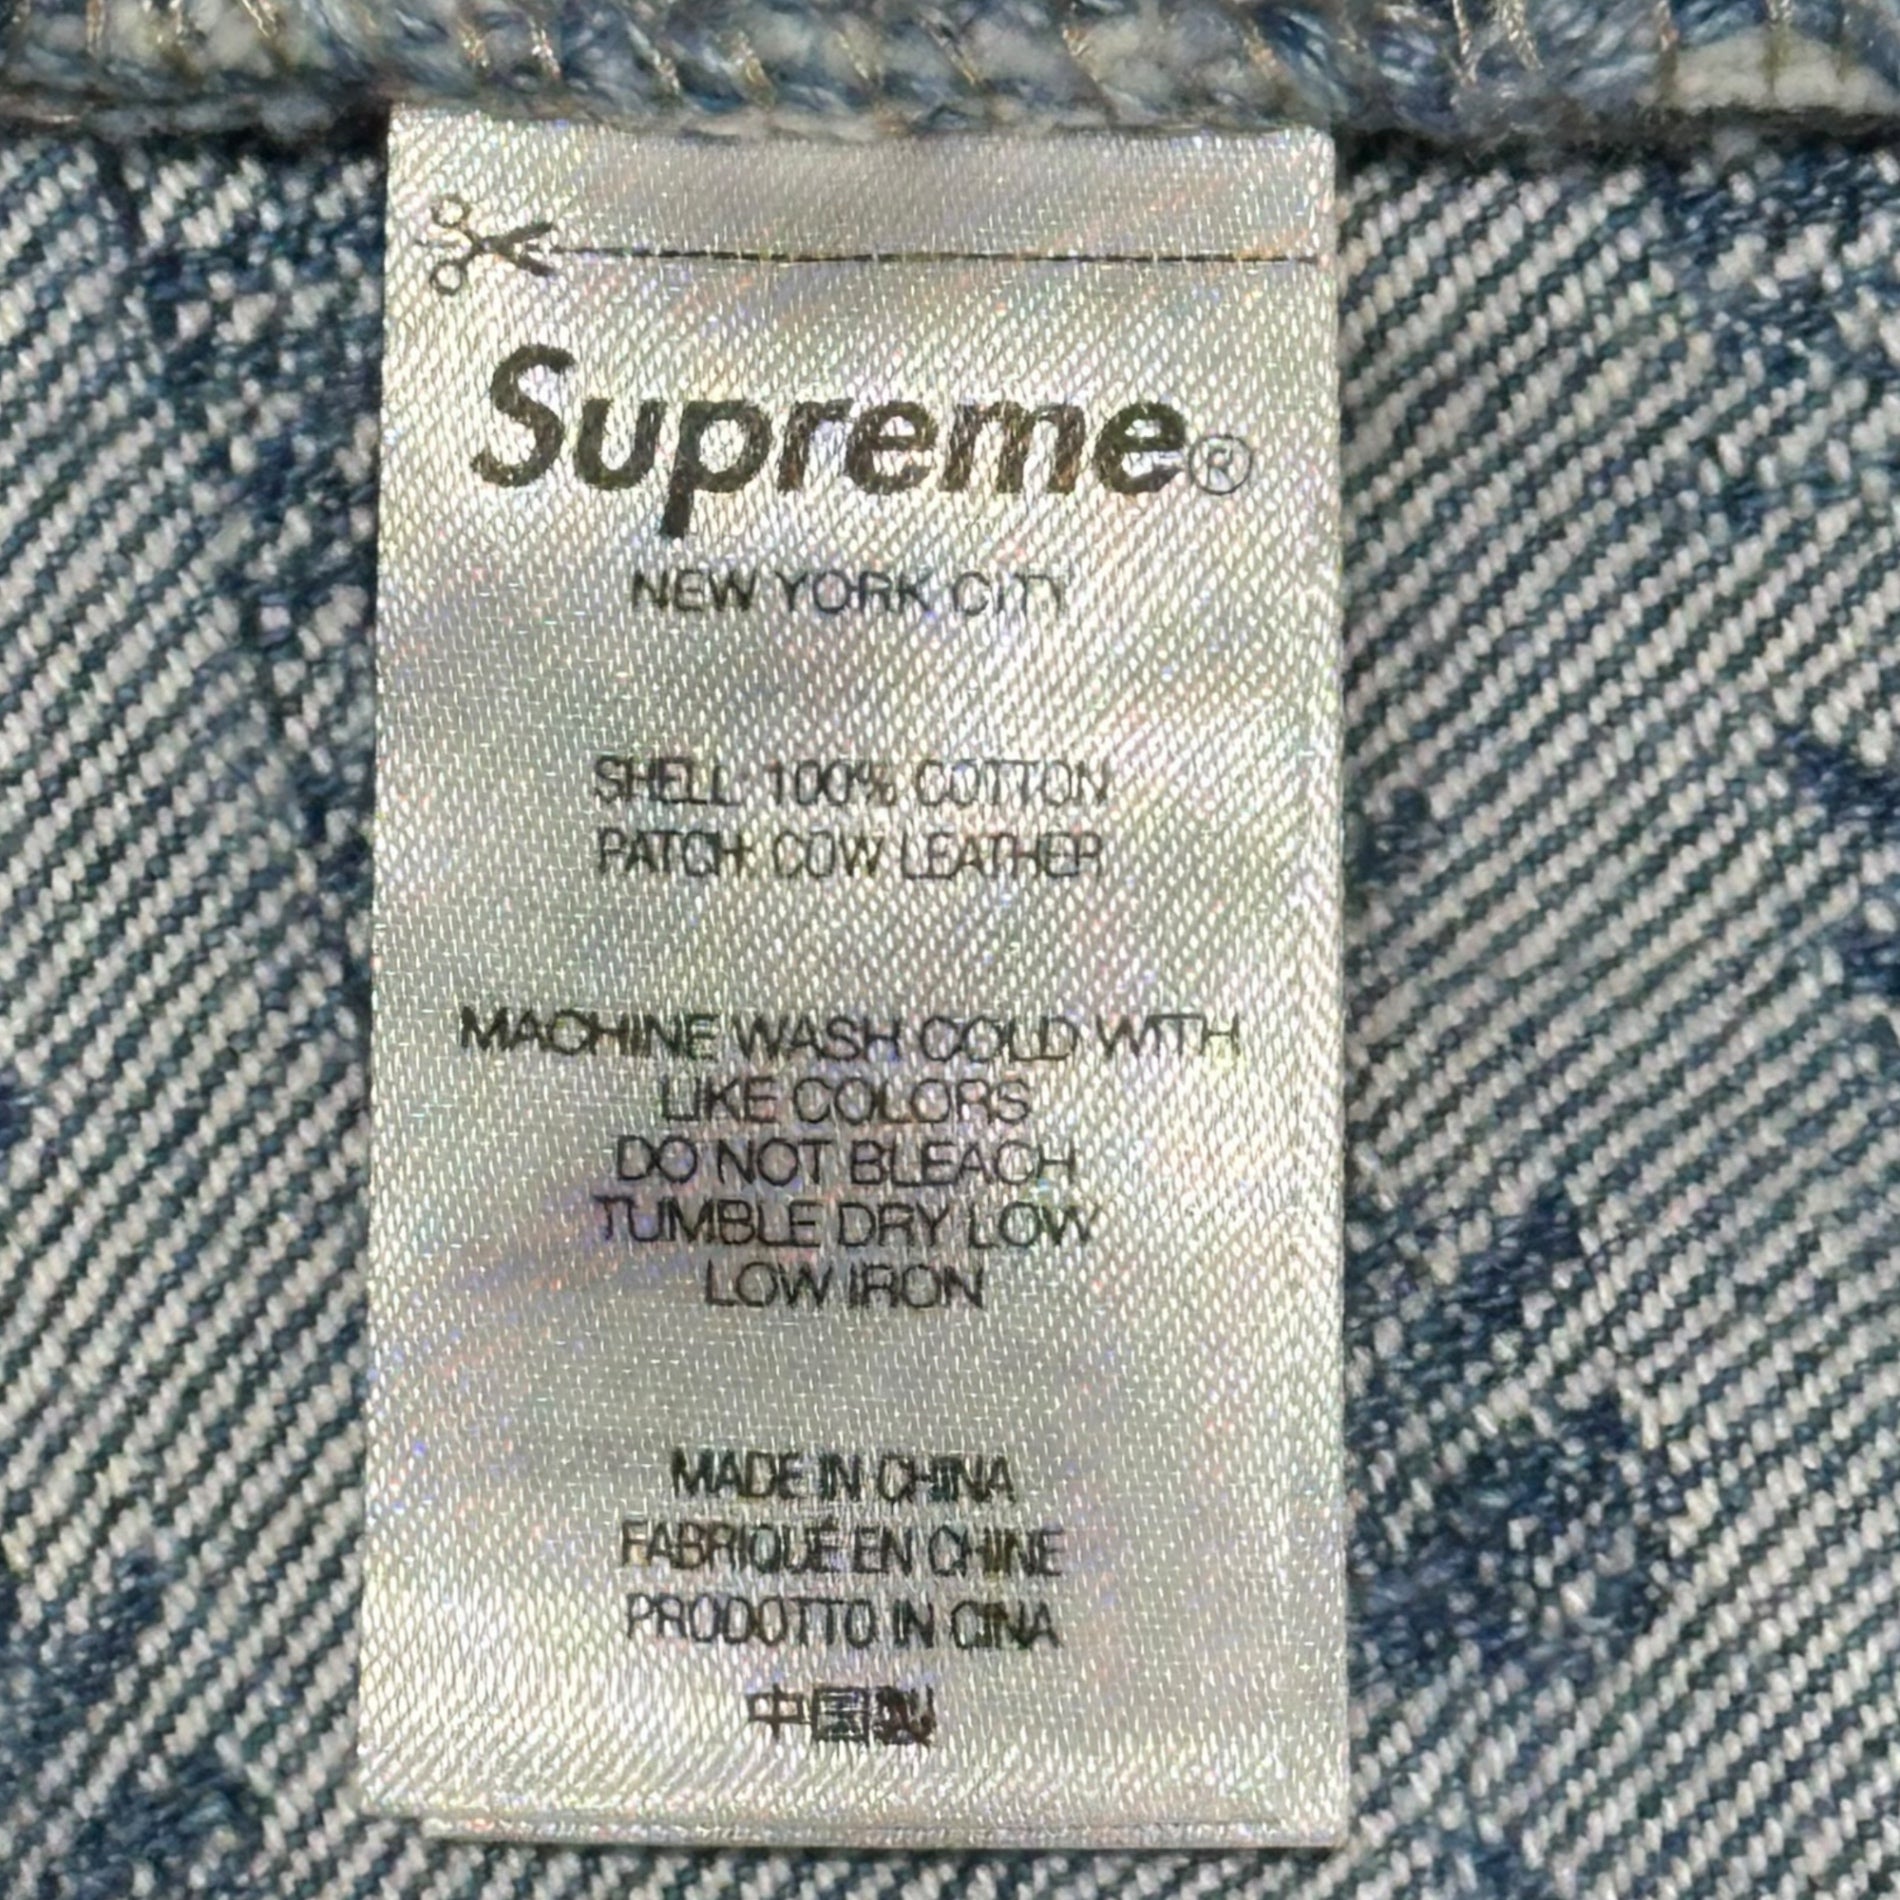 Supreme®
NEW YORK CITY
SHELL: 100% COTTON
PATCH: COW LEATHER
MACHINE WASH COLD WITH
LIKE COLORS
DO NOT BLEACH
TUMBLE DRY LOW
LOW IRON
MADE IN CHINA
FABRIQUÉ EN CHINE
PRODOTTO IN CINA
中国製